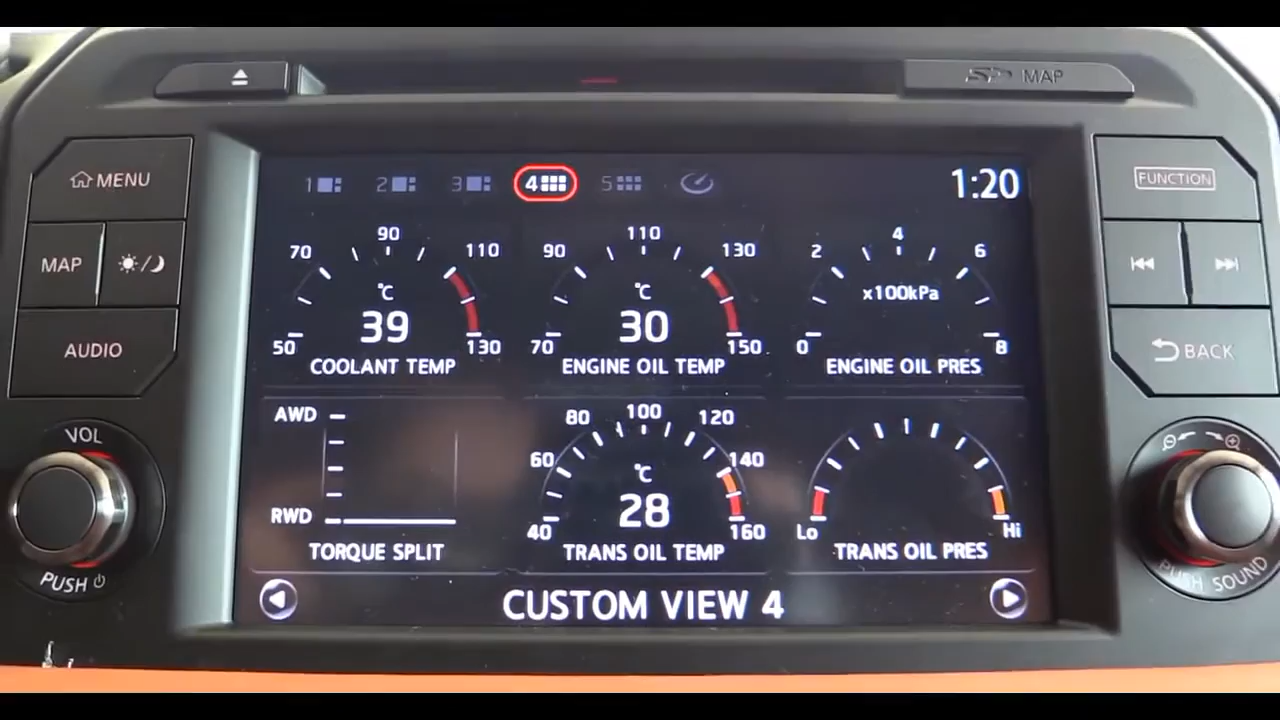 SD MAP
MENU
1 2 3 4 5
1:20
FUNCTION
MAP
AUDIO
BACK
70 90 110
50 130
℃
39
COOLANT TEMP
90 110 130
70 150
℃
30
ENGINE OIL TEMP
2 4 6
0 8
x100kPa
ENGINE OIL PRES
AWD
RWD
TORQUE SPLIT
80 100 120
60 140
40 160
℃
28
TRANS OIL TEMP
Lo Hi
TRANS OIL PRES
VOL
PUSH
PUSH SOUND
CUSTOM VIEW 4